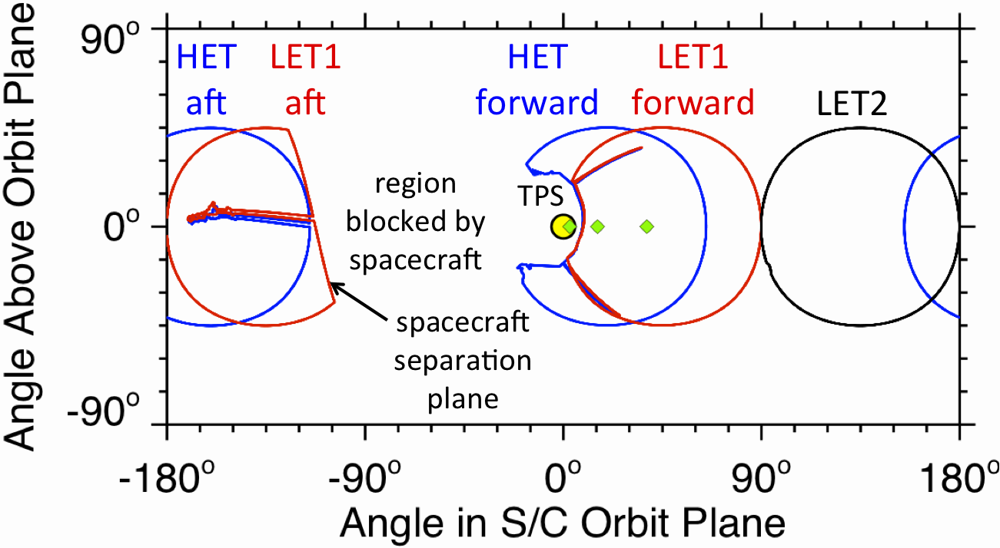 Angle Above Orbit Plane
90°
0°
-90°
HET
aft
LET1
aft
HET
forward
LET1
forward
LET2
TPS
region
blocked by
spacecraft
spacecraft
separation
plane
-180°
-90°
0°
90°
180°
Angle in S/C Orbit Plane